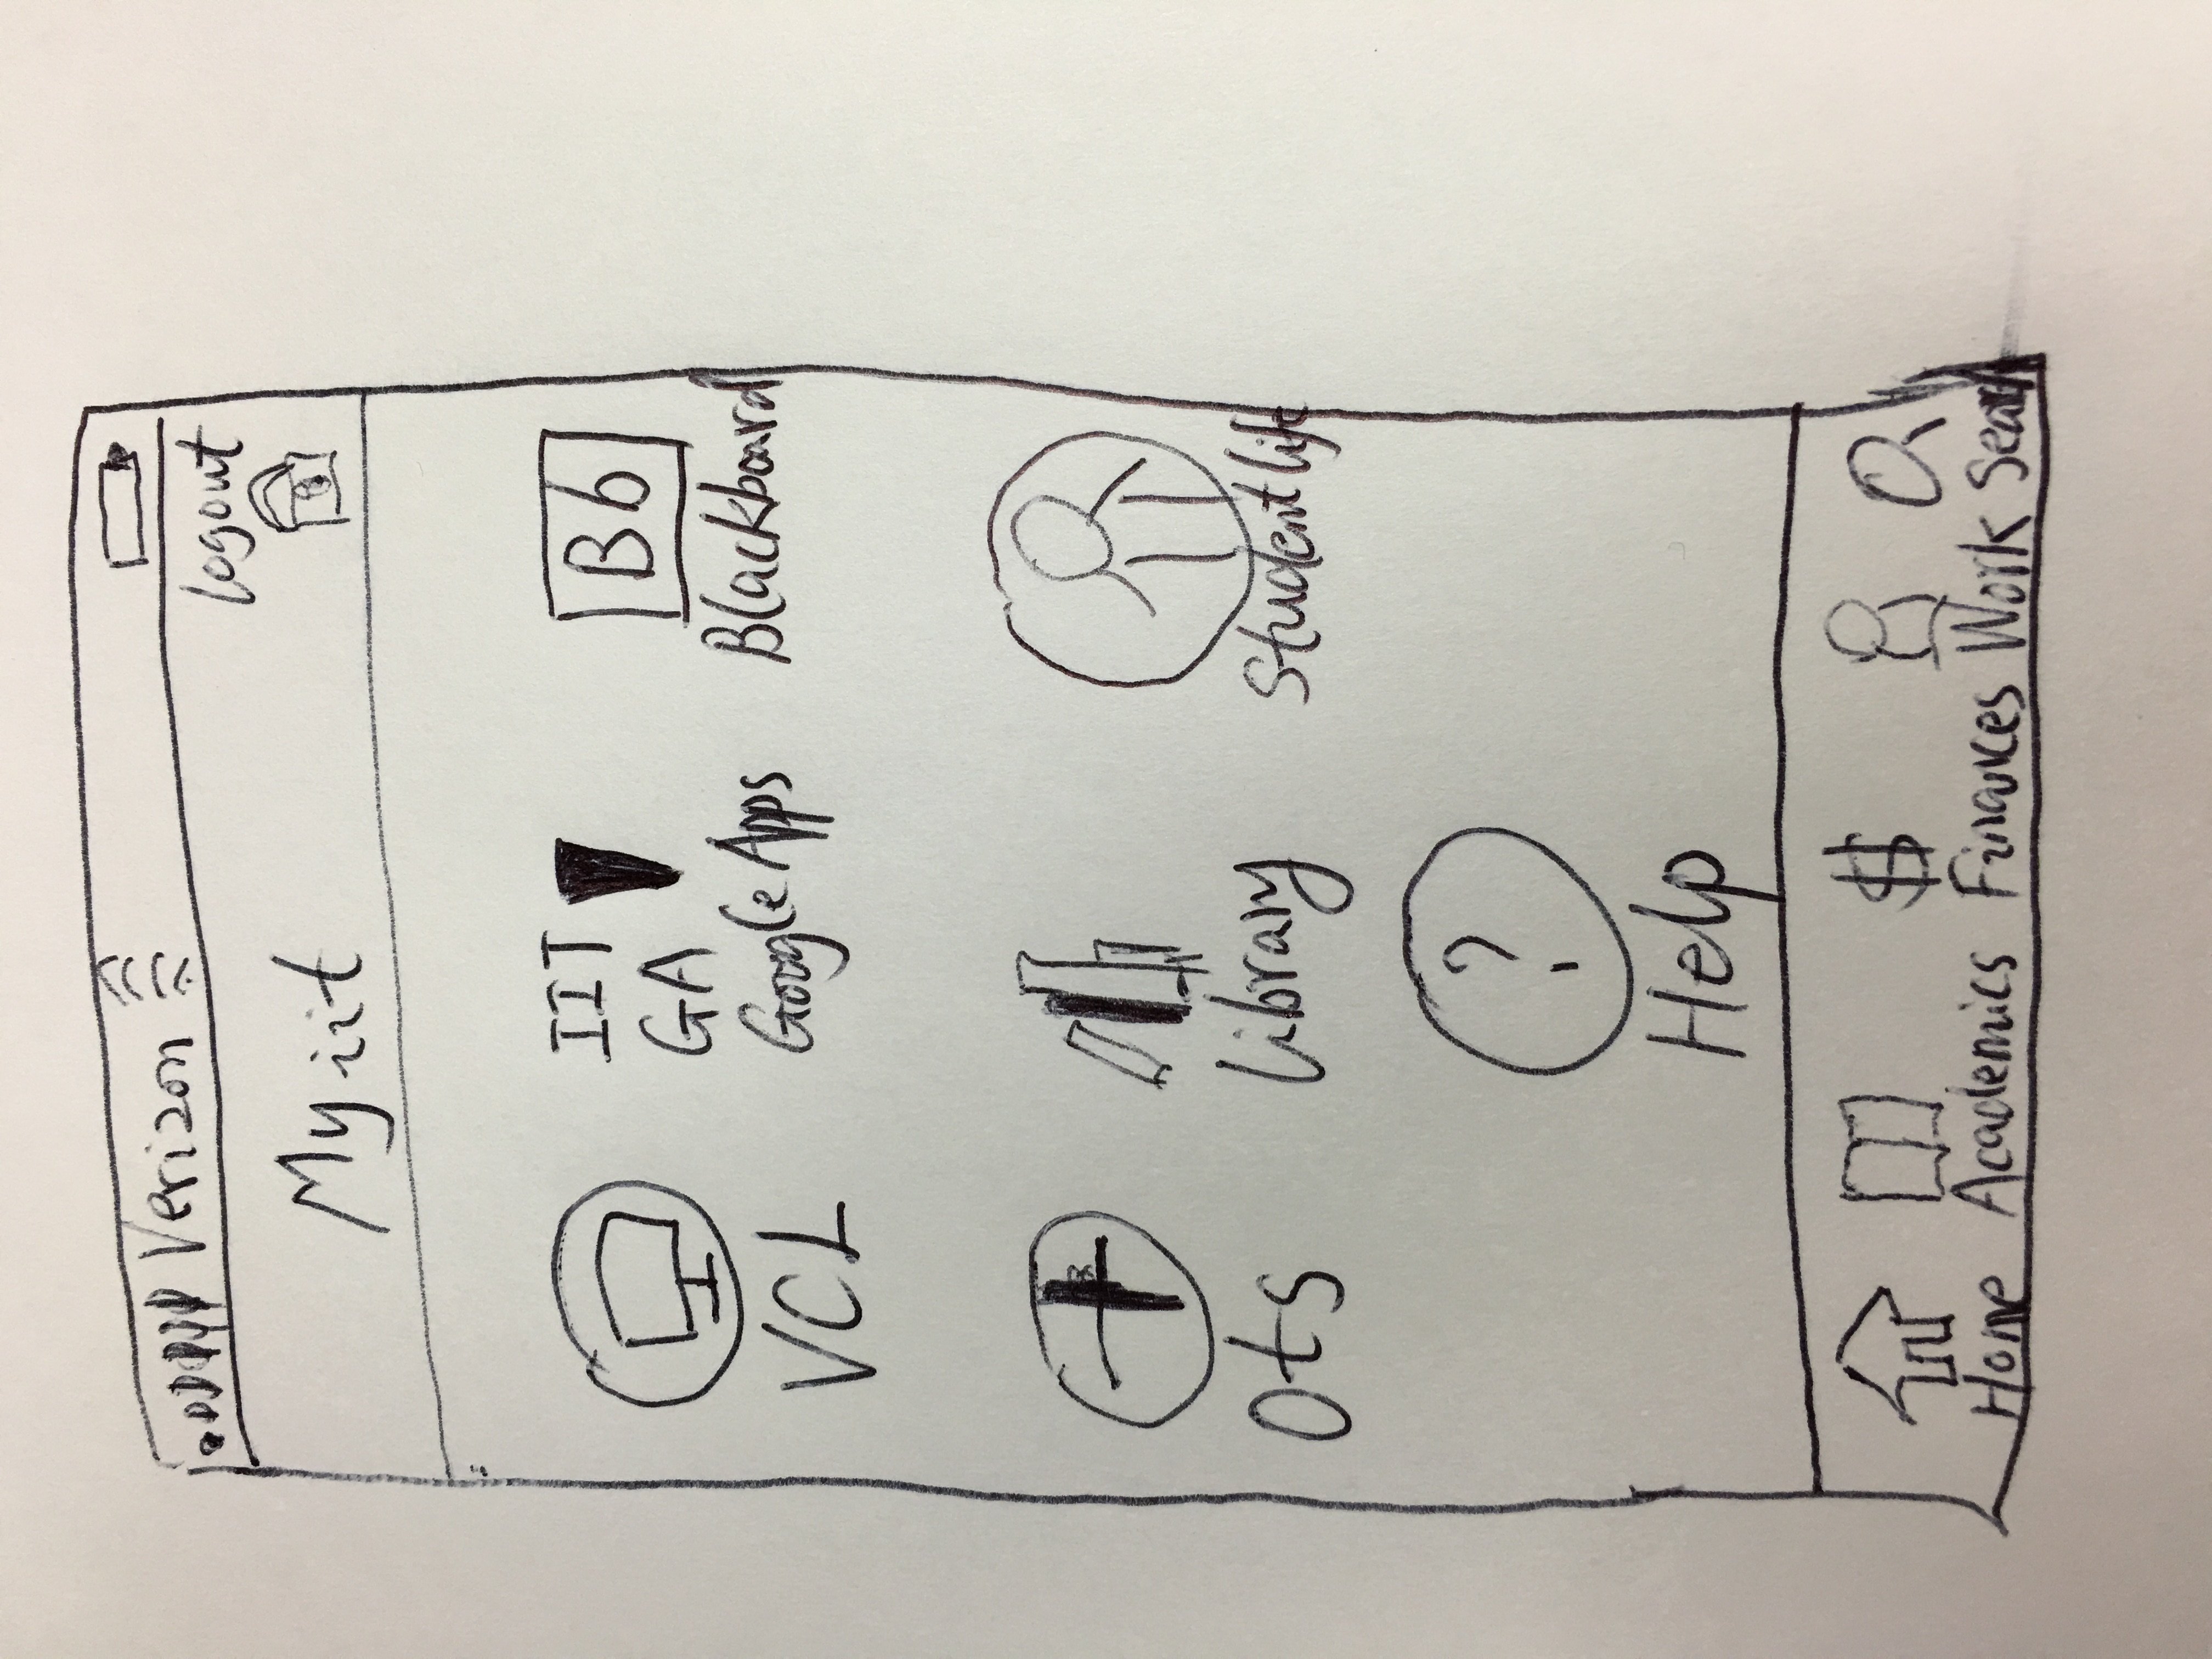 Verizon
logout
My iit
IIT
GA
Bb
VCL Google Apps Blackboard
Ots Library Student life
?
Help
$
Home Academics Finances Work Search